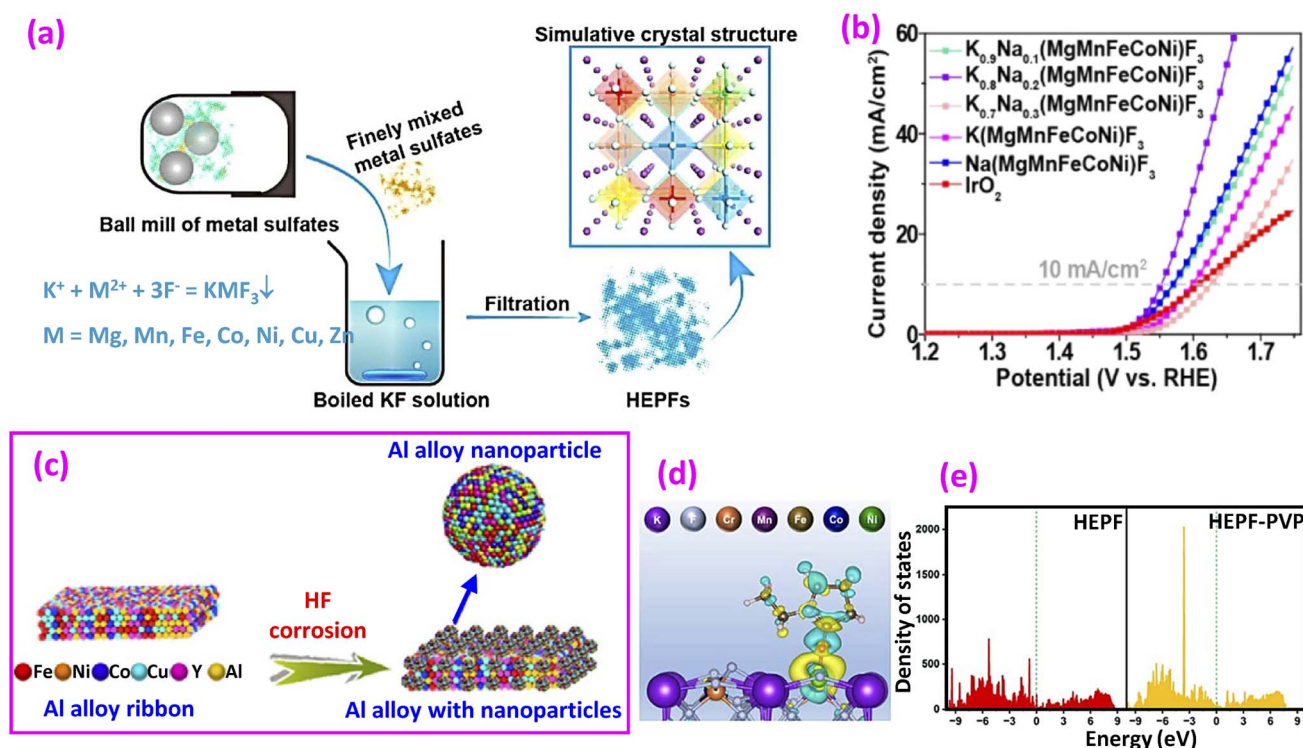 (a)
Simulative crystal structure
Finely mixed
metal sulfates
Ball mill of metal sulfates
K⁺ + M²⁺ + 3F⁻ = KMF₃↓
M = Mg, Mn, Fe, Co, Ni, Cu, Zn
Filtration
Boiled KF solution
HEPFs
(b)
Current density (mA/cm²)
60
40
20
0
K₀.₉Na₀.₁(MgMnFeCoNi)F₃
K₀.₈Na₀.₂(MgMnFeCoNi)F₃
K₀.₇Na₀.₃(MgMnFeCoNi)F₃
K(MgMnFeCoNi)F₃
Na(MgMnFeCoNi)F₃
IrO₂
10 mA/cm²
1.2 1.3 1.4 1.5 1.6 1.7
Potential (V vs. RHE)
(c)
Al alloy nanoparticle
HF
corrosion
Fe Ni Co Cu Y Al
Al alloy ribbon
Al alloy with nanoparticles
(d)
K F Cr Mn Fe Co Ni
(e)
Density of states
2000
1500
1000
500
0
HEPF
HEPF-PVP
-9 -6 -3 0 3 6 9 -9 -6 -3 0 3 6 9
Energy (eV)